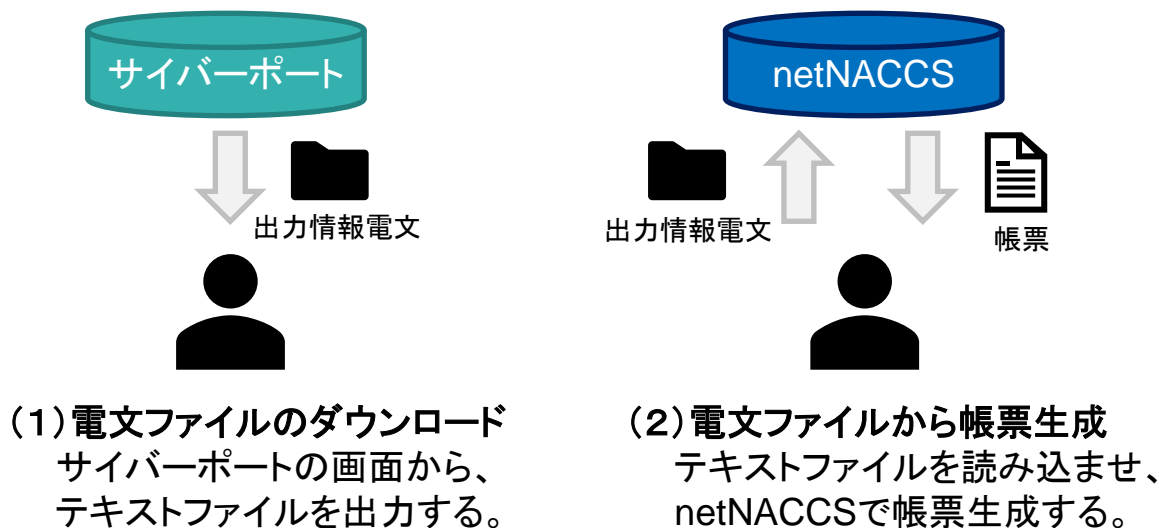 サイバーポート
出力情報電文
（１）電文ファイルのダウンロード
サイバーポートの画面から、
テキストファイルを出力する。
netNACCS
出力情報電文
帳票
（２）電文ファイルから帳票生成
テキストファイルを読み込ませ、
netNACCSで帳票生成する。